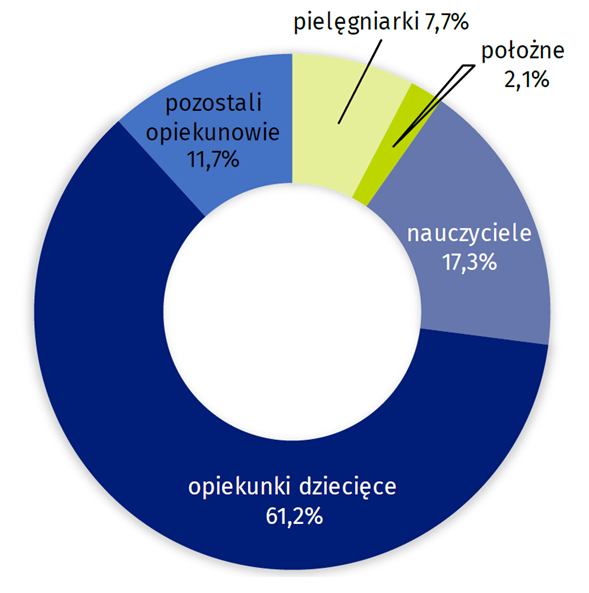 pielęgniarki 7,7%
położne
2,1%
pozostali
opiekunowie
11,7%
nauczyciele
17,3%
opiekunki dziecięce
61,2%